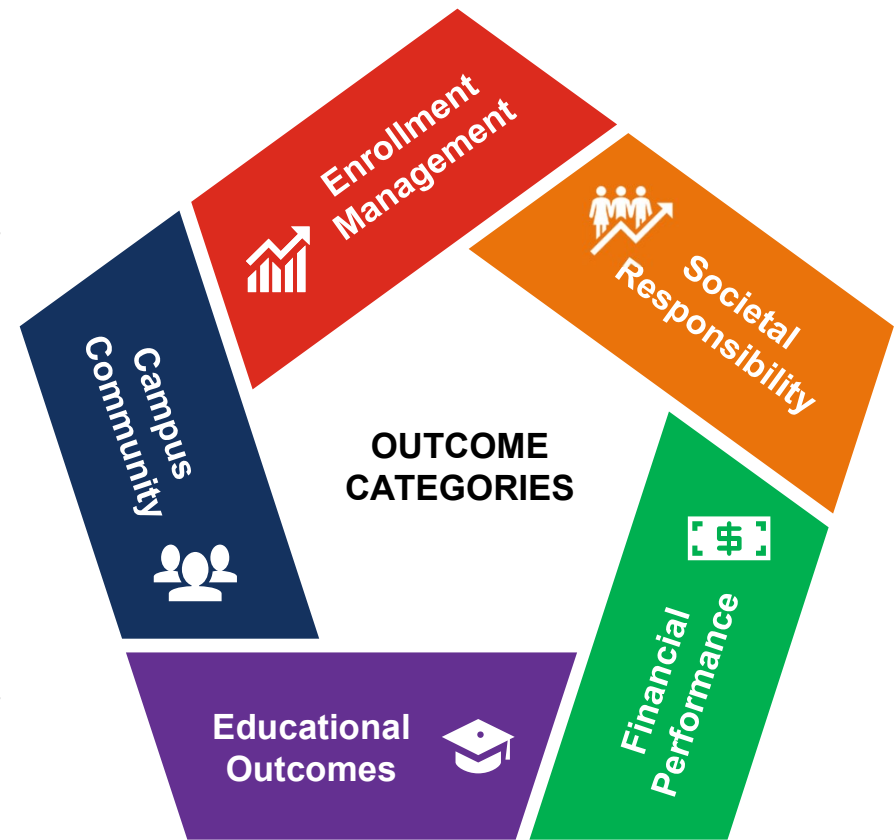 Enrollment
Management
Societal
Responsibility
Campus
Community
OUTCOME
CATEGORIES
$
Financial
Performance
Educational
Outcomes